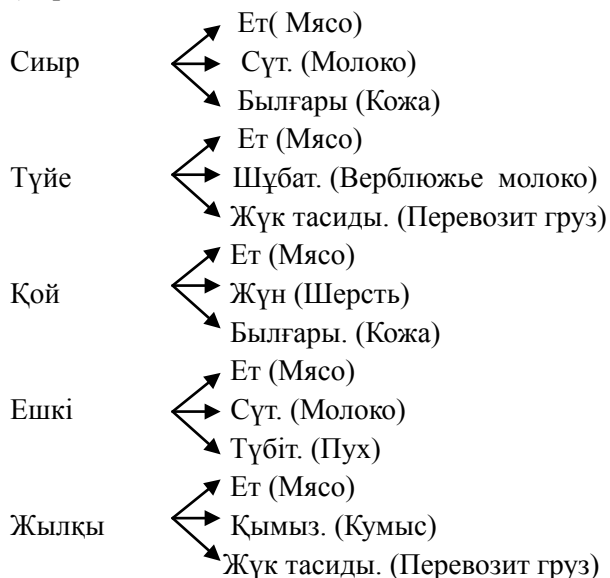 Ет( Мясо)
Сиыр Сүт. (Молоко)
Былғары (Кожа)
Ет (Мясо)
Түйе Шұбат. (Верблюжье молоко)
Жүк тасиды. (Перевозит груз)
Ет (Мясо)
Қой Жүн (Шерсть)
Былғары. (Кожа)
Ет (Мясо)
Ешкі Сүт. (Молоко)
Түбіт. (Пух)
Ет (Мясо)
Жылқы Қымыз. (Кумыс)
Жүк тасиды. (Перевозит груз)